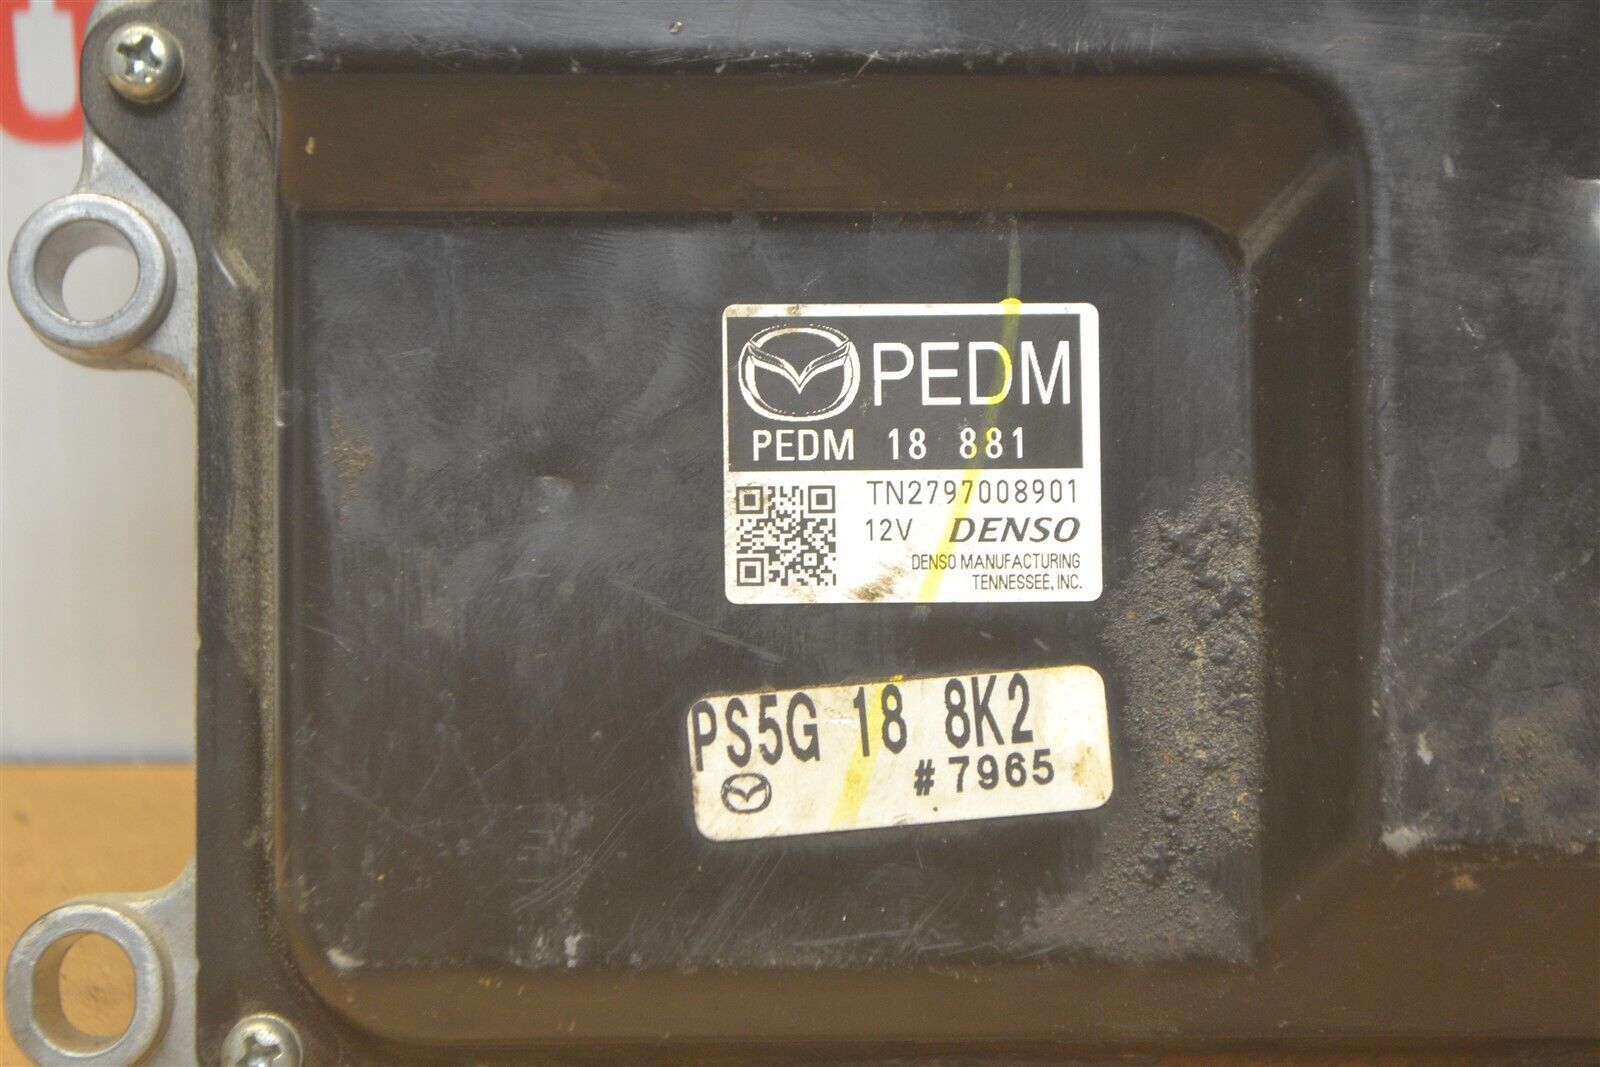 PEDM
PEDM 18 881
TN2797008901
12V DENSO
DENSO MANUFACTURING
TENNESSEE, INC.
PS5G 18 8K2
#7965